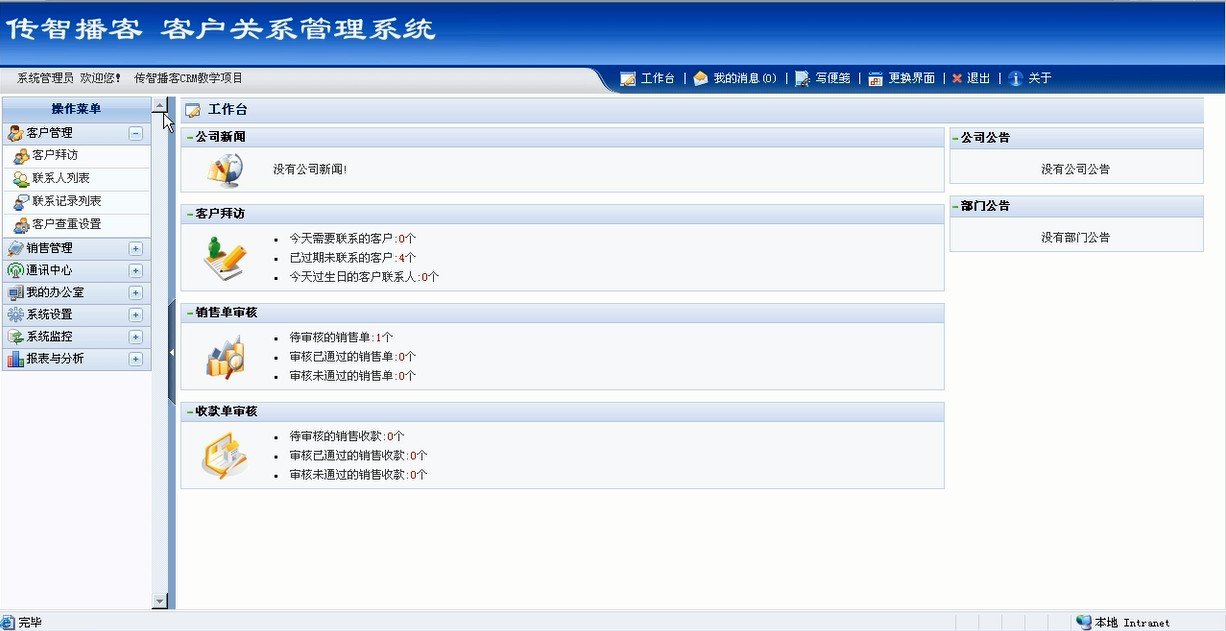 传智播客 客户关系管理系统
系统管理员 欢迎您! 传智播客CRM教学项目
工作台 | 我的消息(0) | 写便笺 | 更换界面 | 退出 | 关于
操作菜单
客户管理
客户拜访
联系人列表
联系记录列表
客户查重设置
销售管理
通讯中心
我的办公室
系统设置
系统监控
报表与分析
工作台
公司新闻
没有公司新闻!
客户拜访
今天需要联系的客户:0个
已过期未联系的客户:4个
今天过生日的客户联系人:0个
销售单审核
待审核的销售单:1个
审核已通过的销售单:0个
审核未通过的销售单:0个
收款单审核
待审核的销售收款:0个
审核已通过的销售收款:0个
审核未通过的销售收款:0个
公司公告
没有公司公告
部门公告
没有部门公告
完毕
本地 Intranet